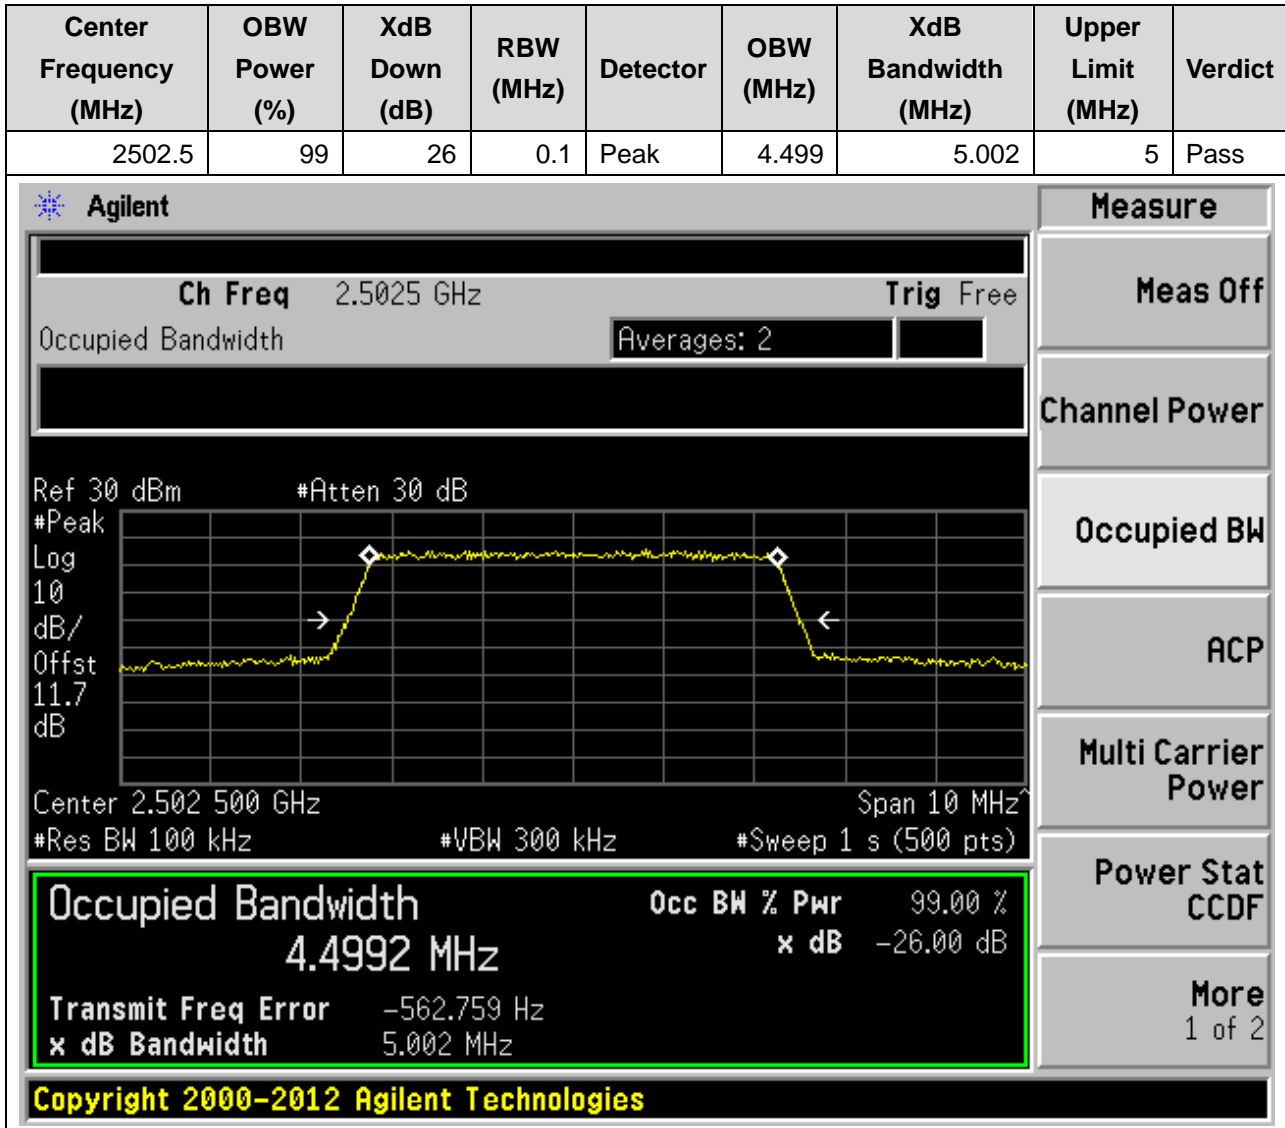 Center Frequency (MHz) OBW Power (%) XdB Down (dB) RBW (MHz) Detector OBW (MHz) XdB Bandwidth (MHz) Upper Limit (MHz) Verdict
2502.5 99 26 0.1 Peak 4.499 5.002 5 Pass
Agilent
Measure
Ch Freq 2.5025 GHz Trig Free
Meas Off
Occupied Bandwidth Averages: 2
Channel Power
Ref 30 dBm #Atten 30 dB
#Peak
Log
10
dB/
Offst
11.7
dB
Occupied BW
ACP
Multi Carrier
Power
Center 2.502 500 GHz Span 10 MHz^
#Res BW 100 kHz #VBW 300 kHz #Sweep 1 s (500 pts)
Power Stat
CCDF
Occupied Bandwidth Occ BW % Pwr 99.00 %
4.4992 MHz x dB -26.00 dB
More
1 of 2
Transmit Freq Error -562.759 Hz
x dB Bandwidth 5.002 MHz
Copyright 2000-2012 Agilent Technologies